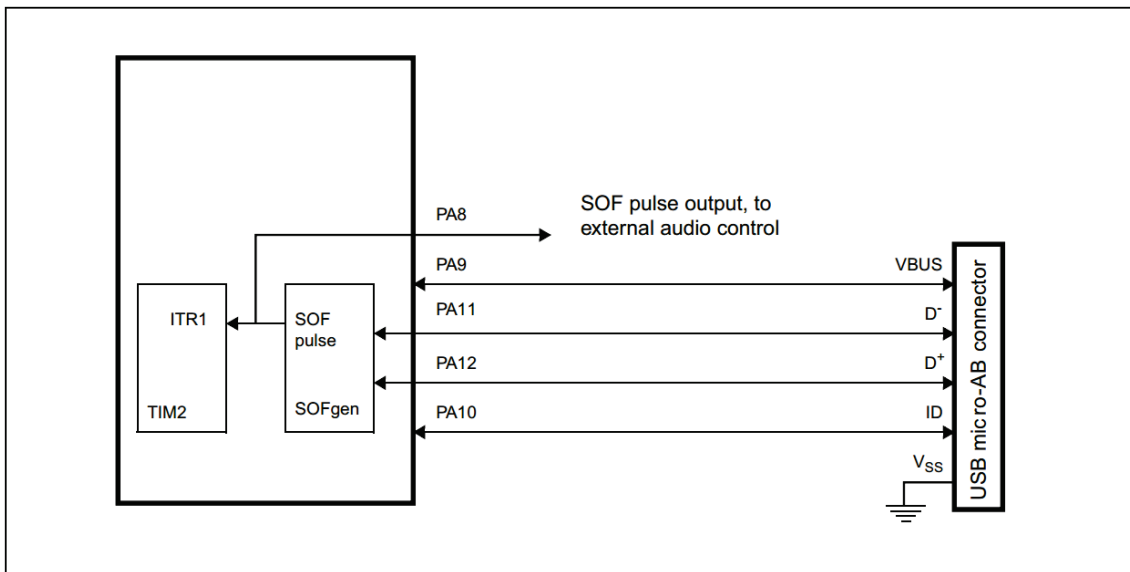 PA8
SOF pulse output, to
external audio control
PA9
VBUS
PA11
D-
ITR1
SOF
pulse
PA12
D+
TIM2
SOFgen
PA10
ID
VSS
USB micro-AB connector